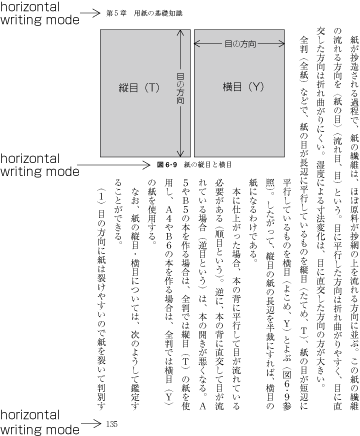 horizontal
writing mode
第5章　用紙の基礎知識
　紙が抄造される過程で、紙の繊維は、ほぼ原料が抄網の上を流れる方向に並ぶ。この紙の繊維
の流れる方向を〈紙の目〉〈流れ目、目〉という。目に平行した方向は折れ曲がりやすく、目に直
交した方向は折れ曲がりにくい。湿度による寸法変化は、目に直交した方向の方が大きい。
　全判〈全紙〉などで、紙の目が長辺に平行しているものを縦目（たてめ、T）、紙の目が短辺に
平行しているものを横目（よこめ、Y）とよぶ（図6・9参
照）。したがって、縦目の紙の長辺を半裁にすれば、横目の
紙になるわけである。
　本に仕上がった場合、本の背に平行して目が流れている
必要がある（順目という）。逆に、本の背に直交して目が流
れている場合（逆目という）は、本の開きが悪くなる。A
5やB5の本を作る場合は、全判では縦目（T）の紙を使
用し、A4やB6の本を作る場合は、全判では横目（Y）
の紙を使用する。
　なお、紙の縦目・横目については、次のようにして鑑定す
ることができる。
（1）目の方向に紙は裂けやすいので紙を裂いて判別す
縦目（T）
目の方向
目の方向
横目（Y）
horizontal
writing mode
図6・9　紙の縦目と横目
horizontal
writing mode
135